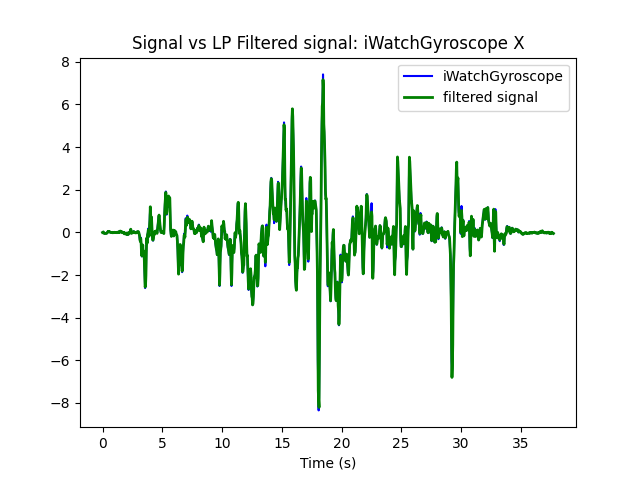 Signal vs LP Filtered signal: iWatchGyroscope X
iWatchGyroscope
filtered signal
8
6
4
2
0
−2
−4
−6
−8
0 5 10 15 20 25 30 35
Time (s)